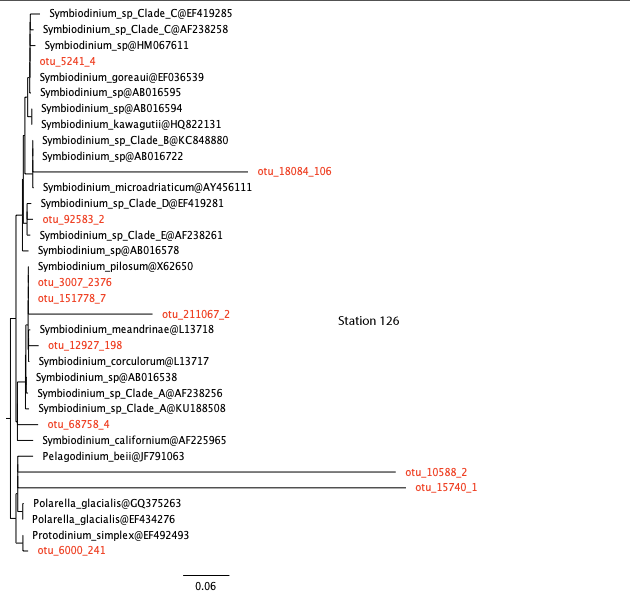 Symbiodinium_sp_Clade_C@EF419285
Symbiodinium_sp_Clade_C@AF238258
Symbiodinium_sp@HM067611
otu_5241_4
Symbiodinium_goreaui@EF036539
Symbiodinium_sp@AB016595
Symbiodinium_sp@AB016594
Symbiodinium_kawagutii@HQ822131
Symbiodinium_sp_Clade_B@KC848880
Symbiodinium_sp@AB016722
otu_18084_106
Symbiodinium_microadriaticum@AY456111
Symbiodinium_sp_Clade_D@EF419281
otu_92583_2
Symbiodinium_sp_Clade_E@AF238261
Symbiodinium_sp@AB016578
Symbiodinium_pilosum@X62650
otu_3007_2376
otu_151778_7
otu_211067_2
Station 126
Symbiodinium_meandrinae@L13718
otu_12927_198
Symbiodinium_corculorum@L13717
Symbiodinium_sp@AB016538
Symbiodinium_sp_Clade_A@AF238256
Symbiodinium_sp_Clade_A@KU188508
otu_68758_4
Symbiodinium_californium@AF225965
Pelagodinium_beii@JF791063
otu_10588_2
otu_15740_1
Polarella_glacialis@GQ375263
Polarella_glacialis@EF434276
Protodinium_simplex@EF492493
otu_6000_241
0.06